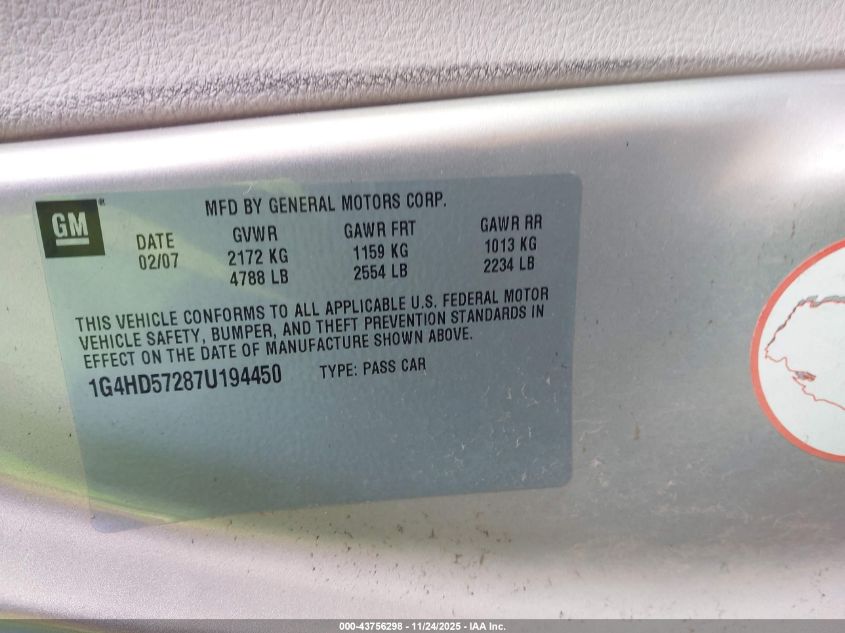 GM
MFD BY GENERAL MOTORS CORP.
DATE GVWR GAWR FRT GAWR RR
02/07 2172 KG 1159 KG 1013 KG
4788 LB 2554 LB 2234 LB
THIS VEHICLE CONFORMS TO ALL APPLICABLE U.S. FEDERAL MOTOR
VEHICLE SAFETY, BUMPER, AND THEFT PREVENTION STANDARDS IN
EFFECT ON THE DATE OF MANUFACTURE SHOWN ABOVE.
1G4HD57287U194450 TYPE: PASS CAR
000-43756298 - 11/24/2025 - IAA Inc.